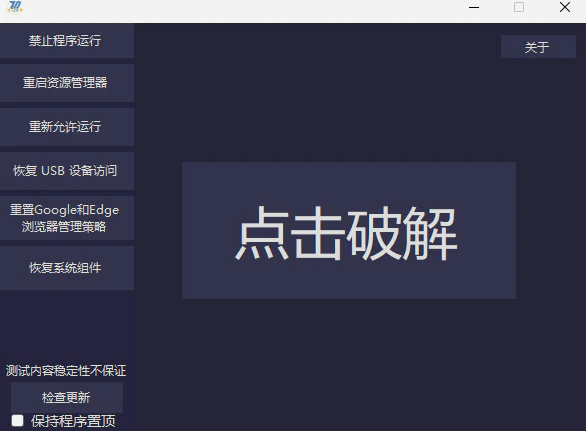 禁止程序运行
关于
重启资源管理器
重新允许运行
恢复 USB 设备访问
重置Google和Edge
浏览器管理策略
点击破解
恢复系统组件
测试内容稳定性不保证
检查更新
保持程序置顶